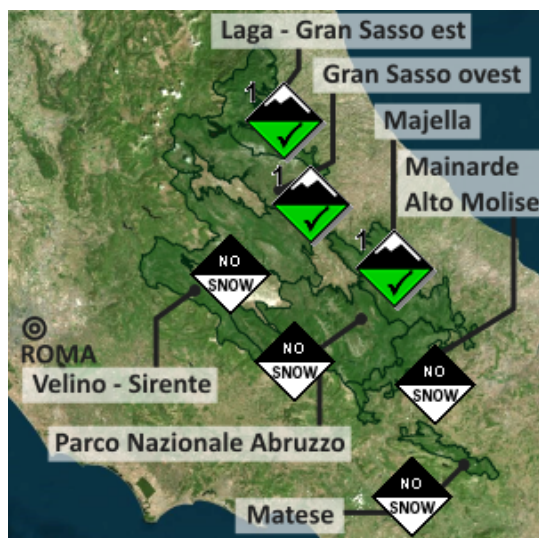 Laga - Gran Sasso est
Gran Sasso ovest
Majella
Mainarde
Alto Molise
1
1
1
NO
SNOW
ROMA
Velino - Sirente
NO
SNOW
NO
SNOW
Parco Nazionale Abruzzo
Matese
NO
SNOW